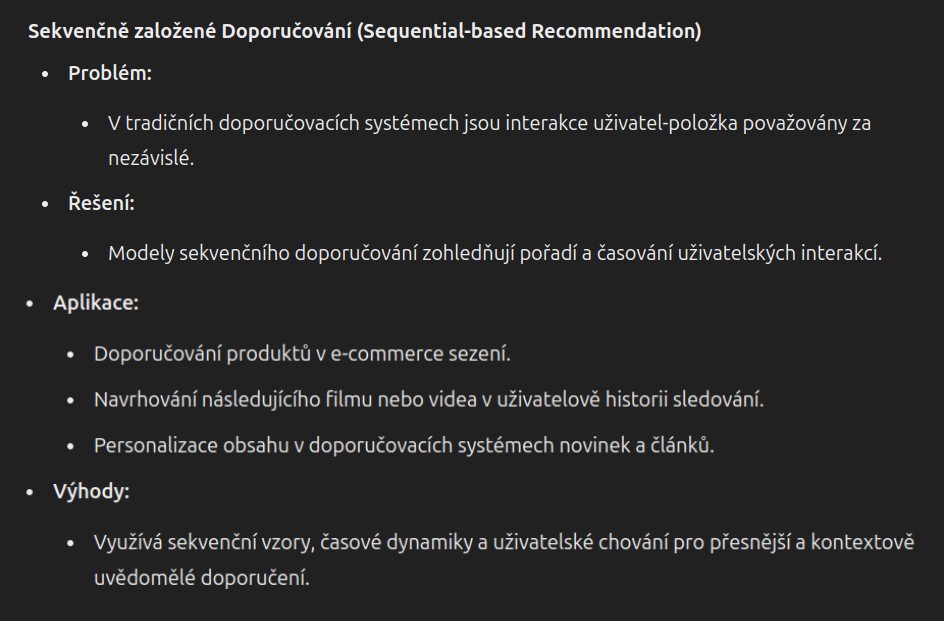 Sekvenčně založené Doporučování (Sequential-based Recommendation)
• Problém:
• V tradičních doporučovacích systémech jsou interakce uživatel-položka považovány za
nezávislé.
• Řešení:
• Modely sekvenčního doporučování zohledňují pořadí a časování uživatelských interakcí.
• Aplikace:
• Doporučování produktů v e-commerce sezení.
• Navrhování následujícího filmu nebo videa v uživatelově historii sledování.
• Personalizace obsahu v doporučovacích systémech novinek a článků.
• Výhody:
• Využívá sekvenční vzory, časové dynamiky a uživatelské chování pro přesnější a kontextově
uvědomělé doporučení.